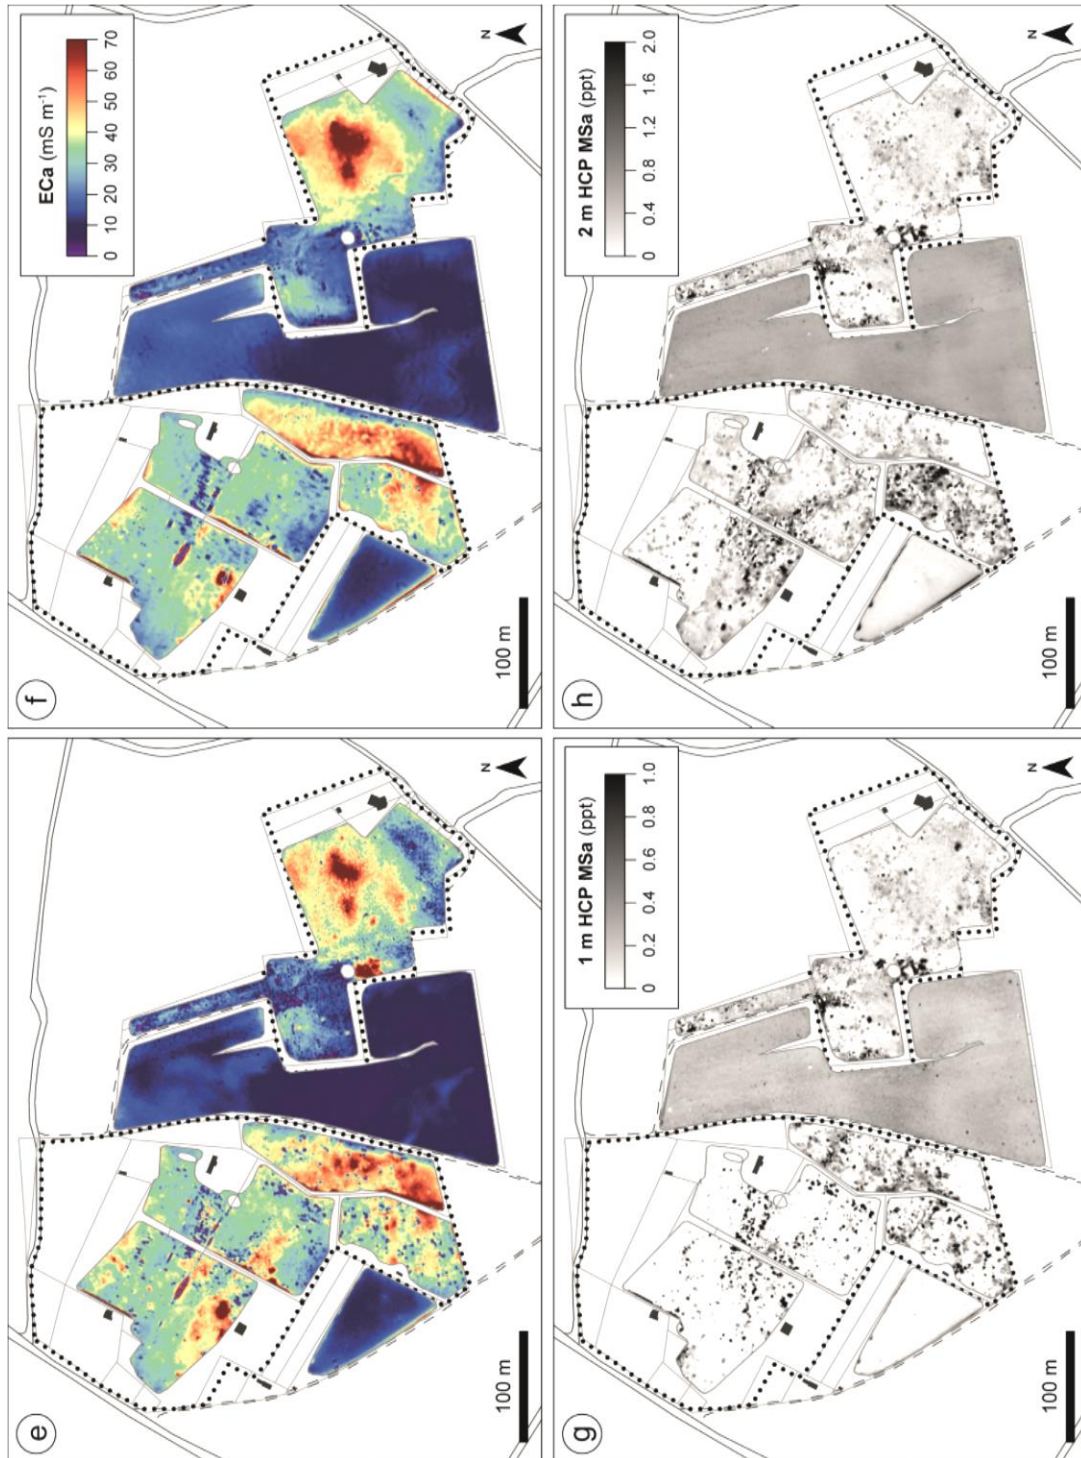 e
N
100 m
f
ECa (mS m⁻¹)
0 10 20 30 40 50 60 70
N
100 m
g
1 m HCP MSa (ppt)
0 0.2 0.4 0.6 0.8 1.0
N
100 m
h
2 m HCP MSa (ppt)
0 0.4 0.8 1.2 1.6 2.0
N
100 m